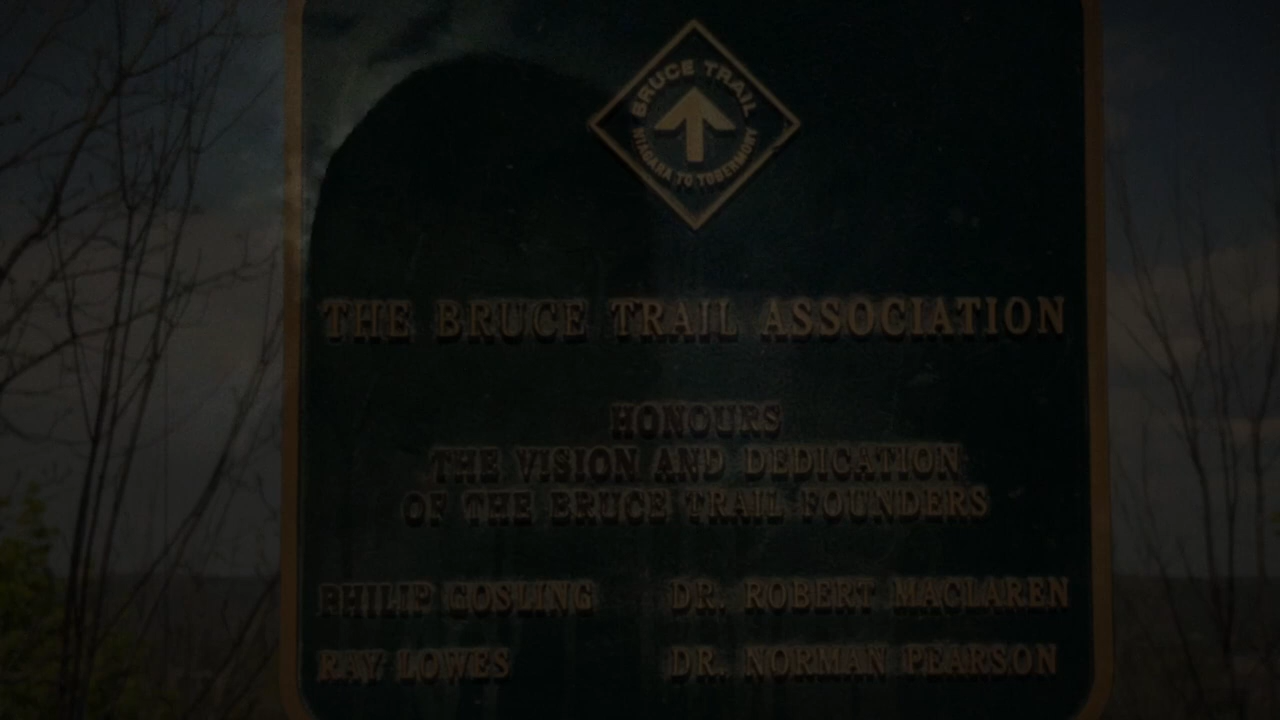 BRUCE TRAIL
NIAGARA TO TOBERMORY
THE BRUCE TRAIL ASSOCIATION
HONOURS
THE VISION AND DEDICATION
OF THE BRUCE TRAIL FOUNDERS
PHILIP GOSLING DR. ROBERT MACLAREN
RAY LOWES DR. NORMAN PEARSON